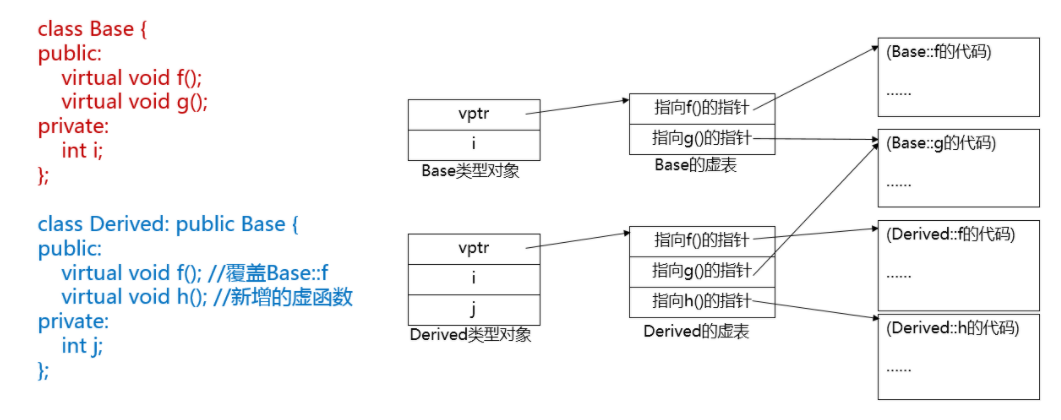 class Base {
public:
virtual void f();
virtual void g();
private:
int i;
};
class Derived: public Base {
public:
virtual void f(); //覆盖Base::f
virtual void h(); //新增的虚函数
private:
int j;
};
vptr
i
Base类型对象
指向f()的指针
指向g()的指针
Base的虚表
(Base::f的代码)
......
(Base::g的代码)
......
vptr
i
j
Derived类型对象
指向f()的指针
指向g()的指针
指向h()的指针
Derived的虚表
(Derived::f的代码)
......
(Derived::h的代码)
......